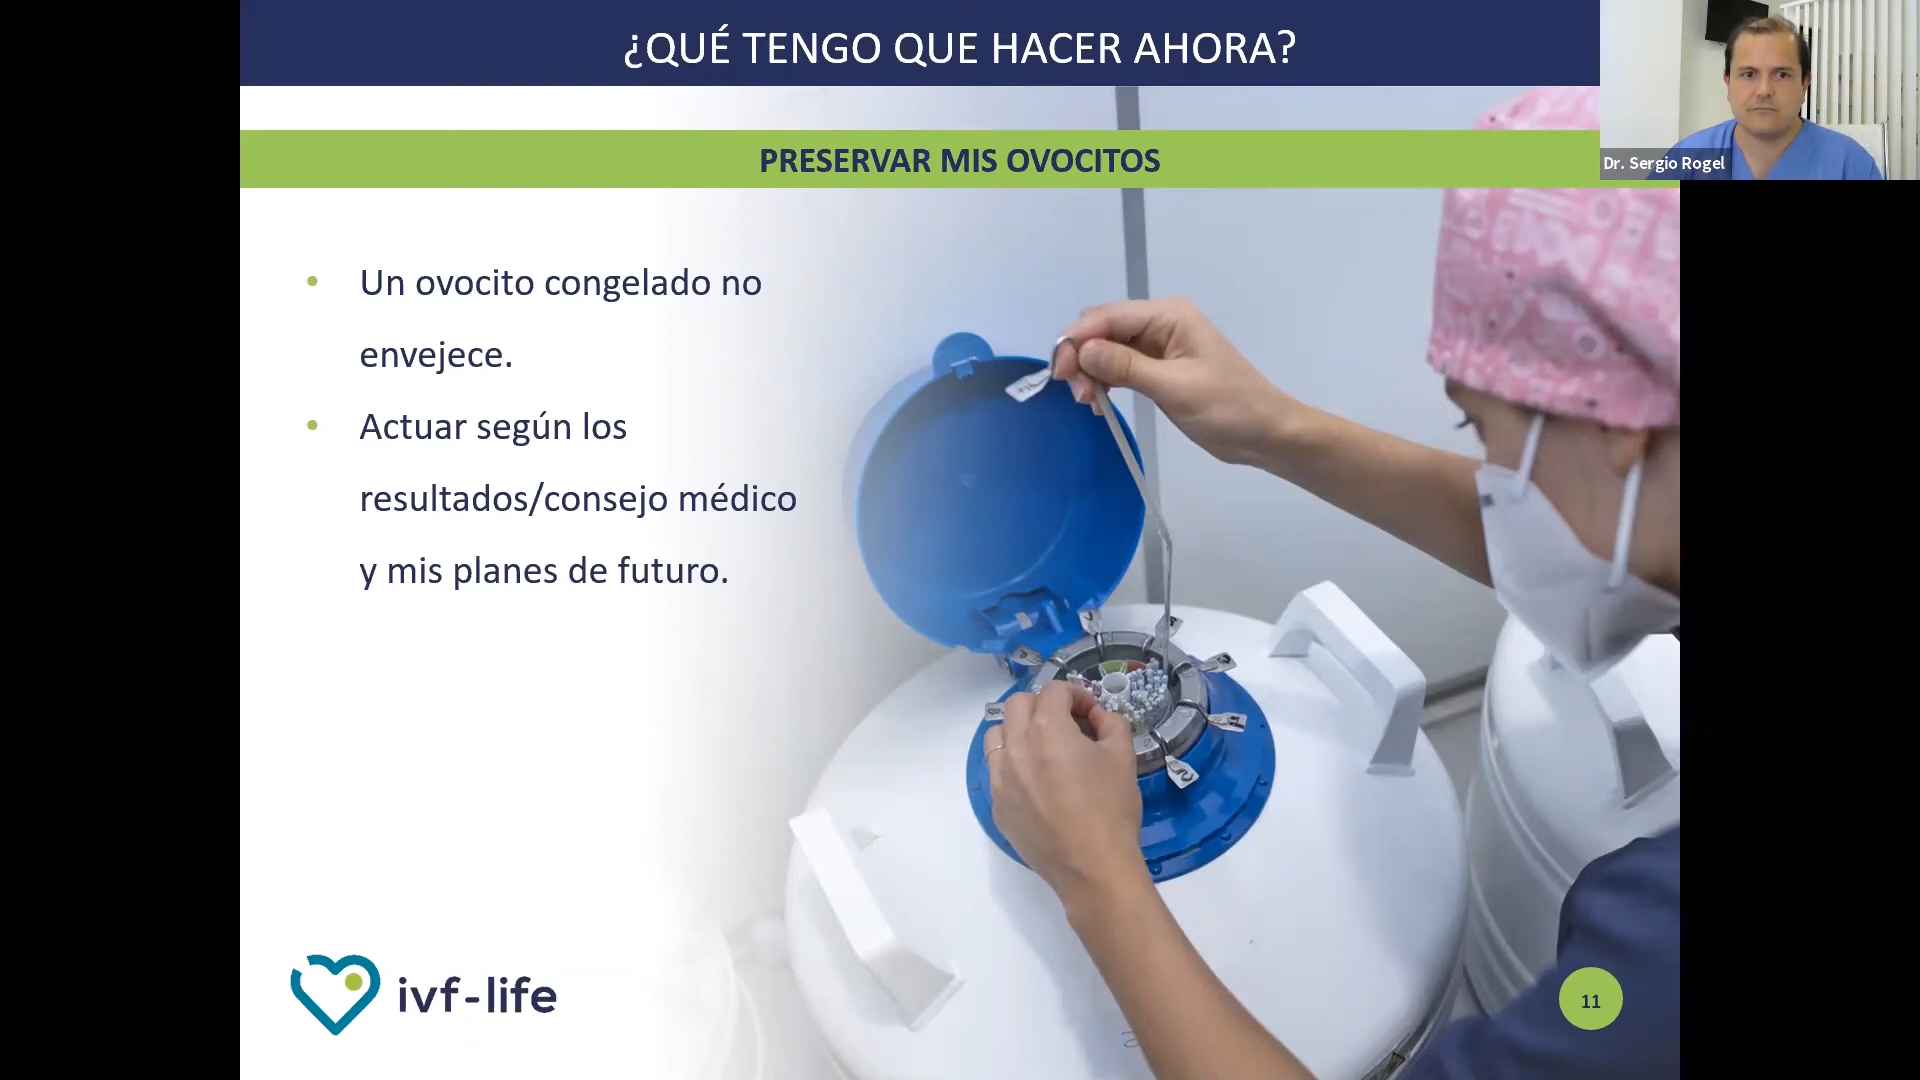 ¿QUÉ TENGO QUE HACER AHORA?
PRESERVAR MIS OVOCITOS
Dr. Sergio Rogel
• Un ovocito congelado no
envejece.
• Actuar según los
resultados/consejo médico
y mis planes de futuro.
ivf-life
11